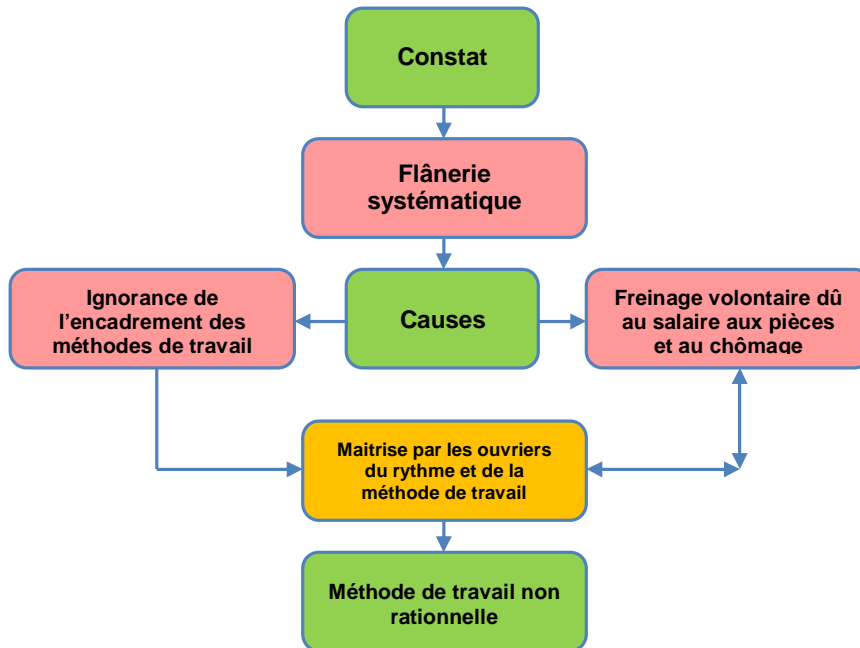 Constat
Flânerie
systématique
Ignorance de
l'encadrement des
méthodes de travail
Causes
Freinage volontaire dû
au salaire aux pièces
et au chômage
Maitrise par les ouvriers
du rythme et de la
méthode de travail
Méthode de travail non
rationnelle